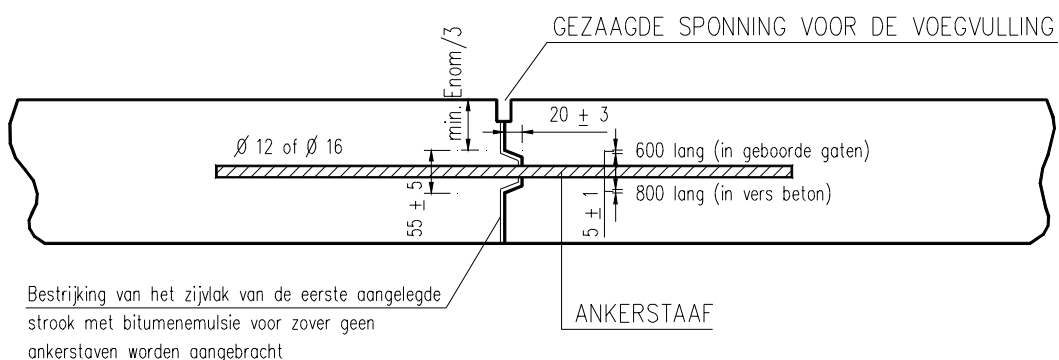 GEZAAGDE SPONNING VOOR DE VOEGVULLING
min. Enom/3
20 ± 3
Ø 12 of Ø 16
600 lang (in geboorde gaten)
800 lang (in vers beton)
55 ± 5
5 ± 1
Bestrijking van het zijvlak van de eerste aangelegde
strook met bitumenemulsie voor zover geen
ankerstaven worden aangebracht
ANKERSTAAF